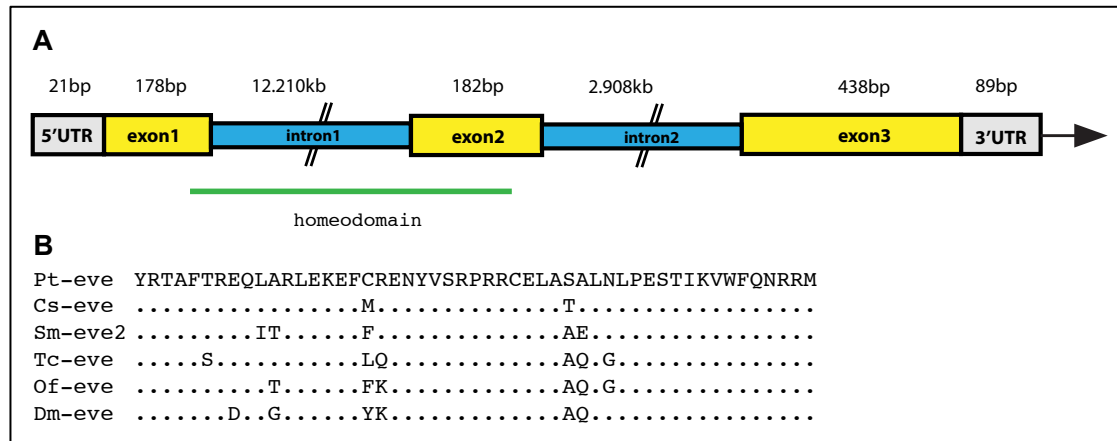 A
21bp 178bp 12.210kb 182bp 2.908kb 438bp 89bp
5'UTR exon1 intron1 exon2 intron2 exon3 3'UTR
homeodomain
B
Pt-eve YRTAFTREQLARLEKEFCRENYVSRPRRCELASALNLPESTIKVWFQNRRM
Cs-eve .................M..............T..................
Sm-eve2 .........IT......F..............AE.................
Tc-eve .....S...........LQ.............AQ.G...............
Of-eve ..........T......FK.............AQ.G...............
Dm-eve .......D..G......YK.............AQ.................